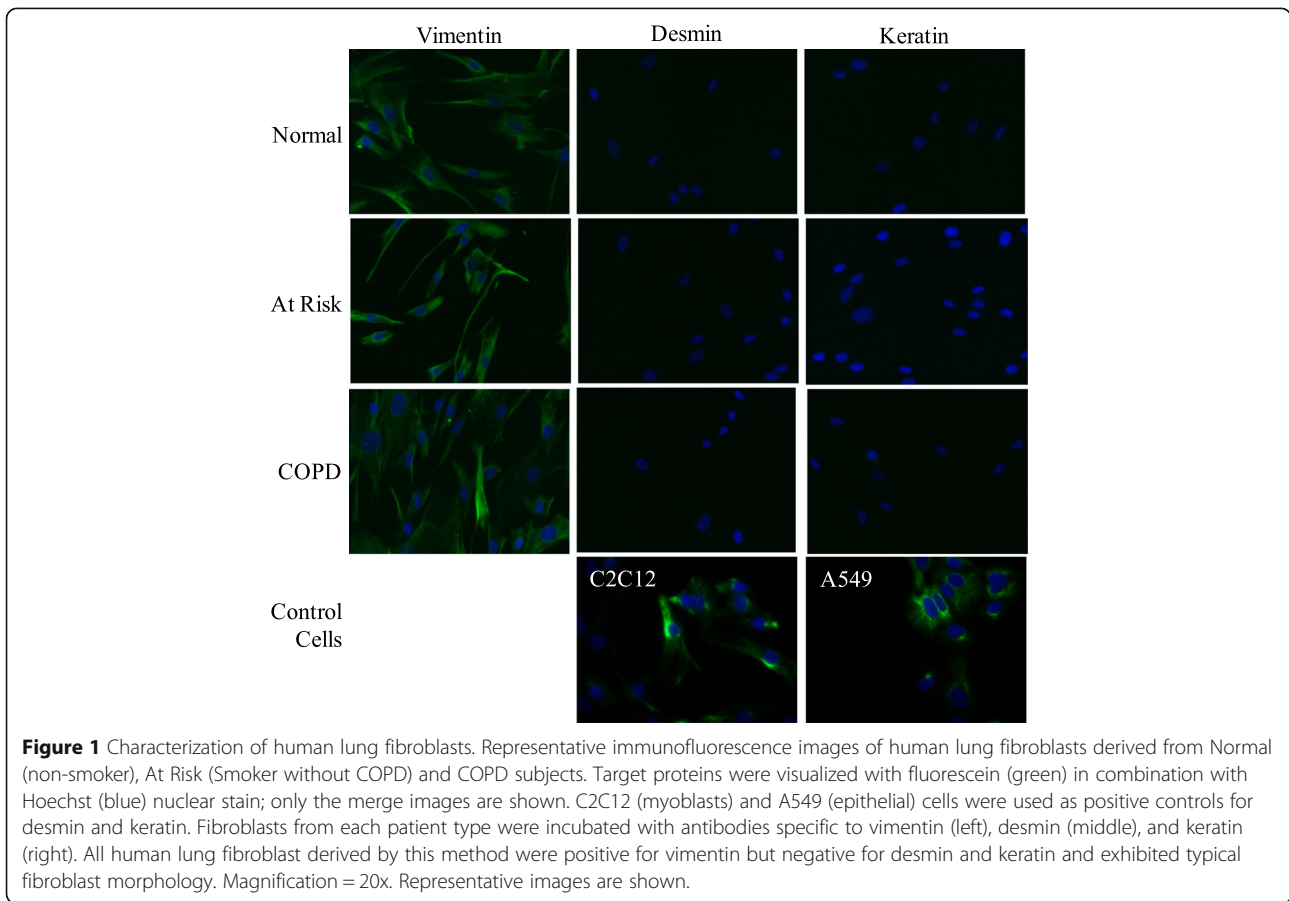 Vimentin Desmin Keratin
Normal
At Risk
COPD
C2C12 A549
Control
Cells
Figure 1 Characterization of human lung fibroblasts. Representative immunofluorescence images of human lung fibroblasts derived from Normal
(non-smoker), At Risk (Smoker without COPD) and COPD subjects. Target proteins were visualized with fluorescein (green) in combination with
Hoechst (blue) nuclear stain; only the merge images are shown. C2C12 (myoblasts) and A549 (epithelial) cells were used as positive controls for
desmin and keratin. Fibroblasts from each patient type were incubated with antibodies specific to vimentin (left), desmin (middle), and keratin
(right). All human lung fibroblast derived by this method were positive for vimentin but negative for desmin and keratin and exhibited typical
fibroblast morphology. Magnification = 20x. Representative images are shown.